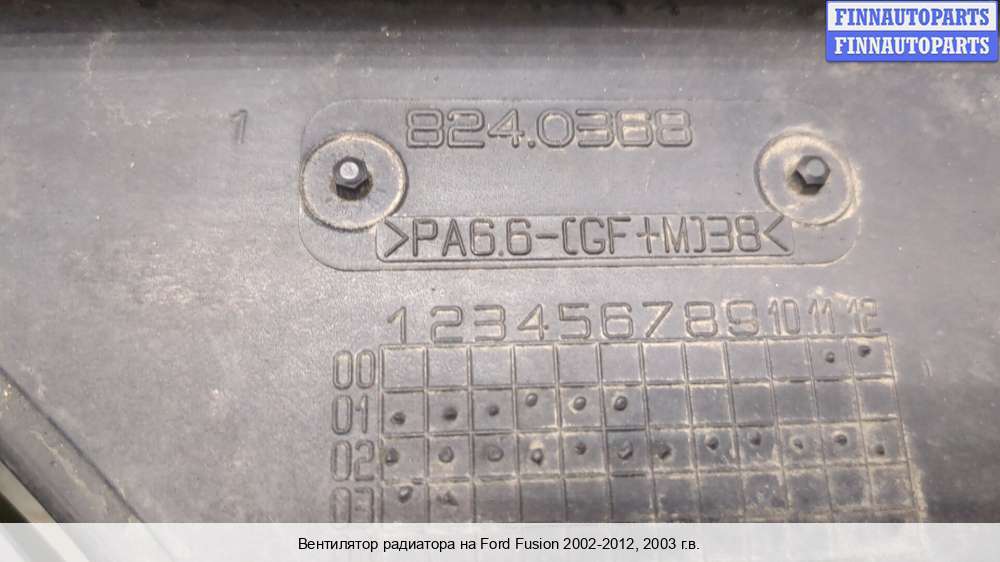 FINNAUTOPARTS
FINNAUTOPARTS
1
824.0368
>PA6.6-(GF+M)38<
1 2 3 4 5 6 7 8 9 10 11 12
00
01
02
03
Вентилятор радиатора на Ford Fusion 2002-2012, 2003 г.в.